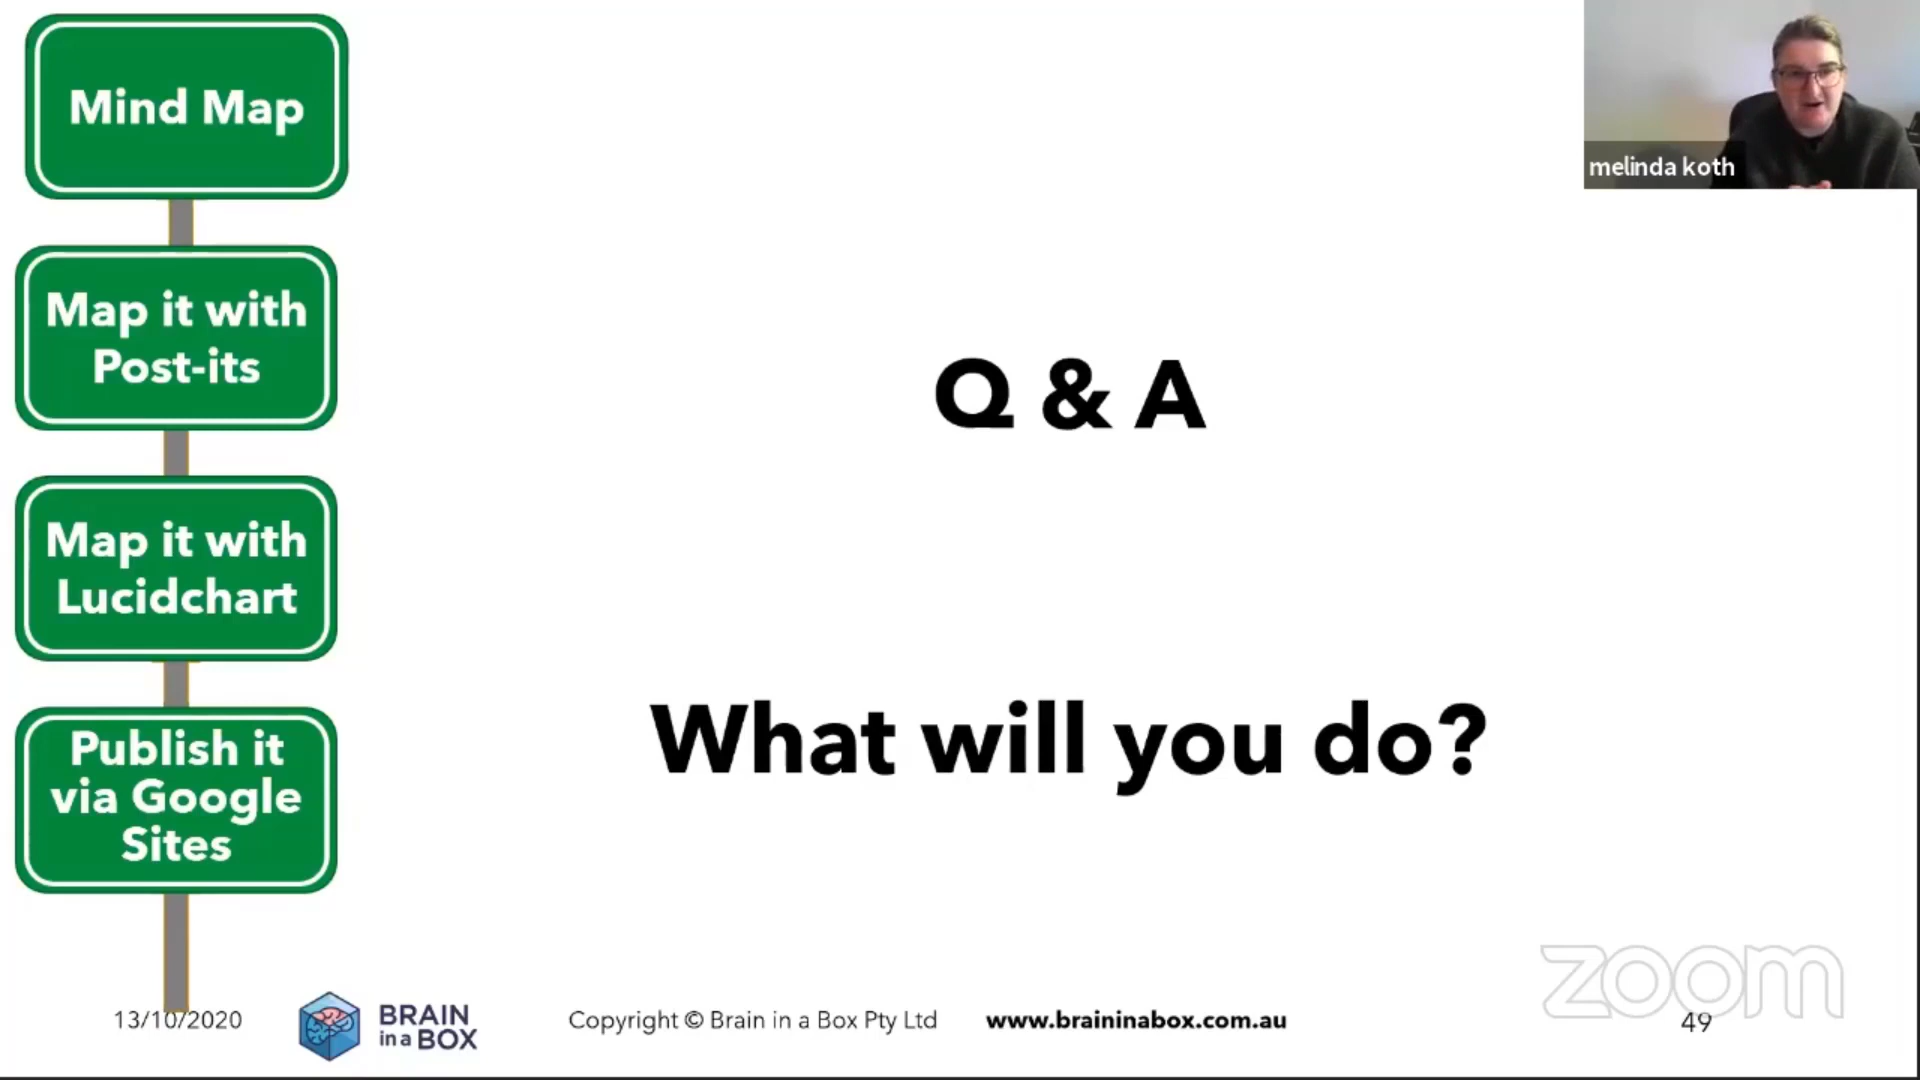 Mind Map
Map it with
Post-its
Map it with
Lucidchart
Publish it
via Google
Sites
Q & A
What will you do?
melinda koth
13/10/2020
BRAIN
in a BOX
Copyright © Brain in a Box Pty Ltd
www.braininabox.com.au
zoom
49